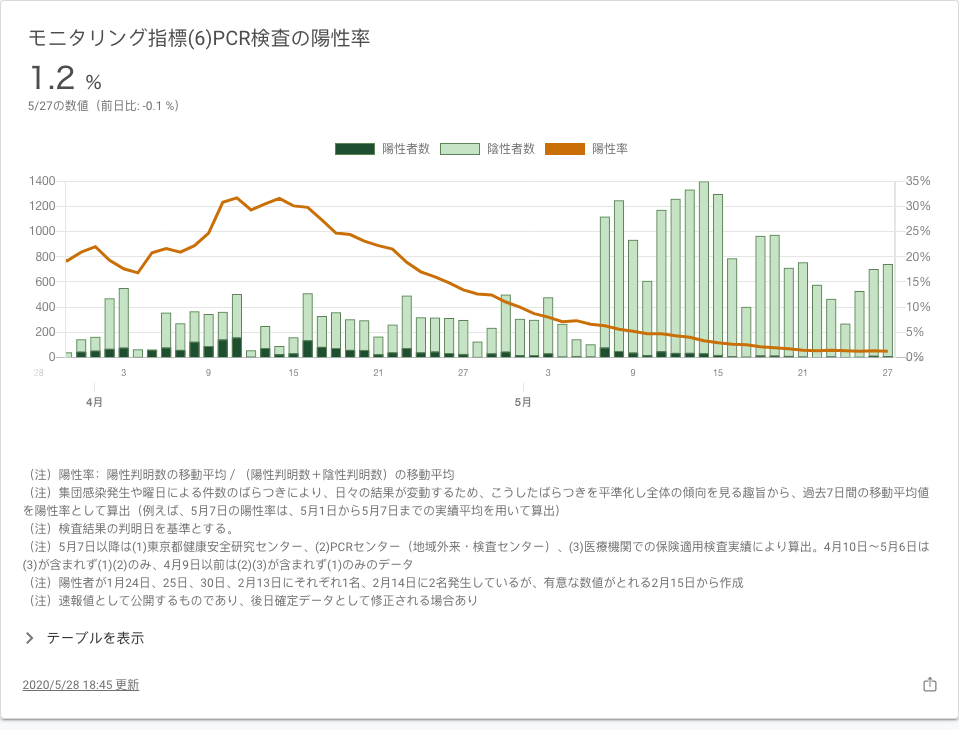 モニタリング指標(6)PCR検査の陽性率
1.2 %
5/27の数値（前日比: -0.1 %）
陽性者数 陰性者数 陽性率
1400 35%
1200 30%
1000 25%
800 20%
600 15%
400 10%
200 5%
0 0%
28 3 9 15 21 27 3 9 15 21 27
4月 5月
（注）陽性率：陽性判明数の移動平均 / （陽性判明数＋陰性判明数）の移動平均
（注）集団感染発生や曜日による件数のばらつきにより、日々の結果が変動するため、こうしたばらつきを平準化し全体の傾向を見る趣旨から、過去7日間の移動平均値
を陽性率として算出（例えば、5月7日の陽性率は、5月1日から5月7日までの実績平均を用いて算出）
（注）検査結果の判明日を基準とする。
（注）5月7日以降は(1)東京都健康安全研究センター、(2)PCRセンター（地域外来・検査センター）、(3)医療機関での保険適用検査実績により算出。4月10日～5月6日は
(3)が含まれず(1)(2)のみ、4月9日以前は(2)(3)が含まれず(1)のみのデータ
（注）陽性者が1月24日、25日、30日、2月13日にそれぞれ1名、2月14日に2名発生しているが、有意な数値がとれる2月15日から作成
（注）速報値として公開するものであり、後日確定データとして修正される場合あり
テーブルを表示
2020/5/28 18:45 更新